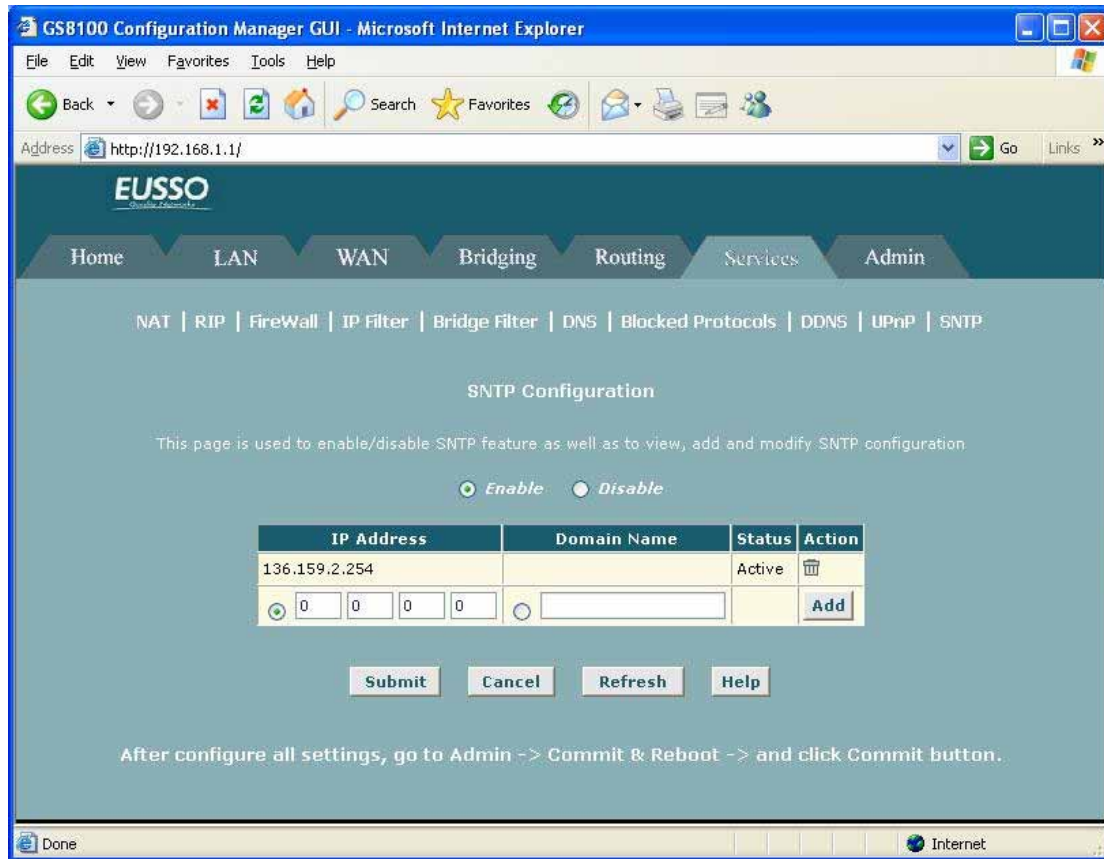 GS8100 Configuration Manager GUI - Microsoft Internet Explorer
File Edit View Favorites Tools Help
Back Search Favorites
Address http://192.168.1.1/ Go Links »
EUSSO
Home LAN WAN Bridging Routing Services Admin
NAT | RIP | FireWall | IP Filter | Bridge Filter | DNS | Blocked Protocols | DDNS | UPnP | SNTP
SNTP Configuration
This page is used to enable/disable SNTP feature as well as to view, add and modify SNTP configuration
Enable Disable
IP Address Domain Name Status Action
136.159.2.254 Active
0 0 0 0 Add
Submit Cancel Refresh Help
After configure all settings, go to Admin -> Commit & Reboot -> and click Commit button.
Done Internet